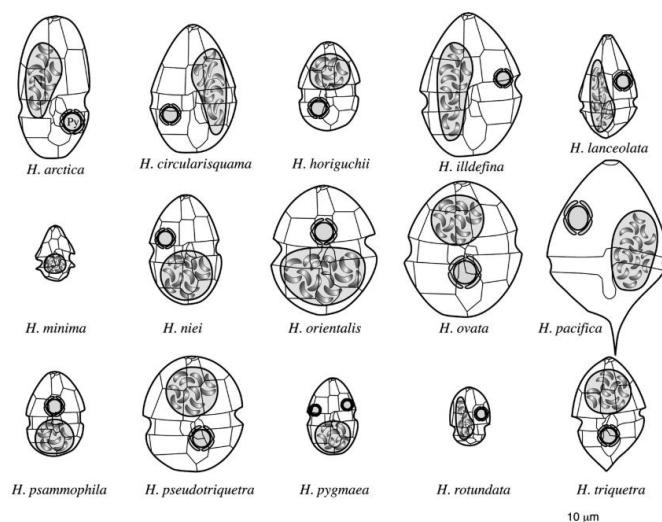 Py
H. arctica
H. circularisquama
H. horiguchii
H. illdefina
H. lanceolata
H. minima
H. niei
H. orientalis
H. ovata
H. pacifica
H. psammophila
H. pseudotriquetra
H. pygmaea
H. rotundata
H. triquetra
10 µm